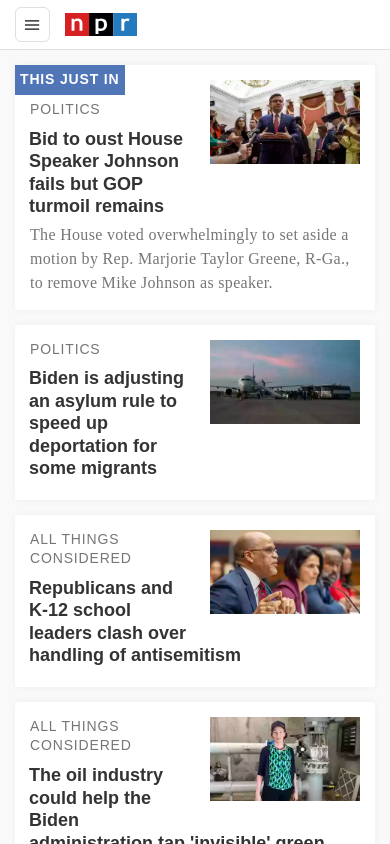 npr
THIS JUST IN
POLITICS
Bid to oust House
Speaker Johnson
fails but GOP
turmoil remains
The House voted overwhelmingly to set aside a
motion by Rep. Marjorie Taylor Greene, R-Ga.,
to remove Mike Johnson as speaker.
POLITICS
Biden is adjusting
an asylum rule to
speed up
deportation for
some migrants
ALL THINGS
CONSIDERED
Republicans and
K-12 school
leaders clash over
handling of antisemitism
ALL THINGS
CONSIDERED
The oil industry
could help the
Biden
administration tap 'invisible' green